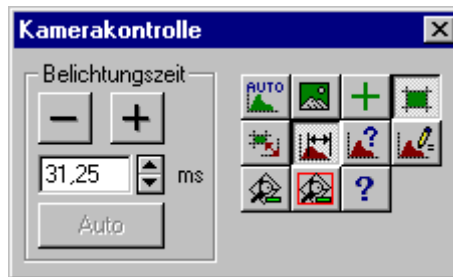 Kamerakontrolle
Belichtungszeit
AUTO
31,25 ms
Auto